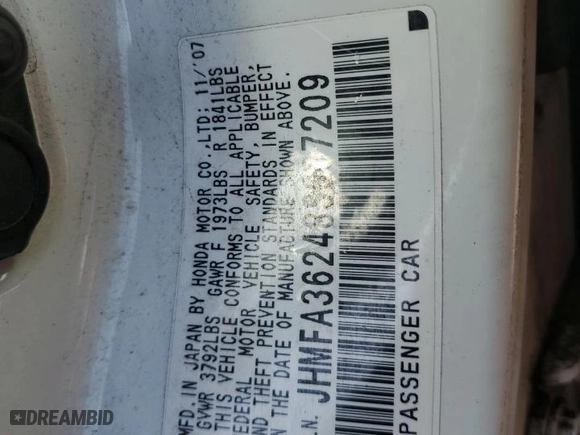 MFD. IN JAPAN BY HONDA MOTOR CO.,LTD; 11/'07
GVWR 3792LBS GAWR F 1973LBS R 1841LBS
THIS VEHICLE CONFORMS TO ALL APPLICABLE
FEDERAL MOTOR VEHICLE SAFETY, BUMPER,
AND THEFT PREVENTION STANDARDS IN EFFECT
ON THE DATE OF MANUFACTURE SHOWN ABOVE.
PASSENGER CAR
DREAMBID